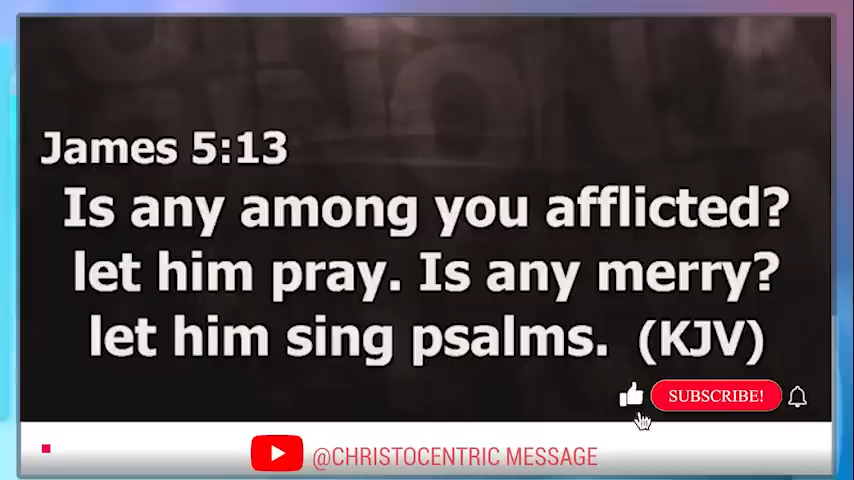 James 5:13
Is any among you afflicted?
let him pray. Is any merry?
let him sing psalms. (KJV)
SUBSCRIBE!
@CHRISTOCENTRIC MESSAGE